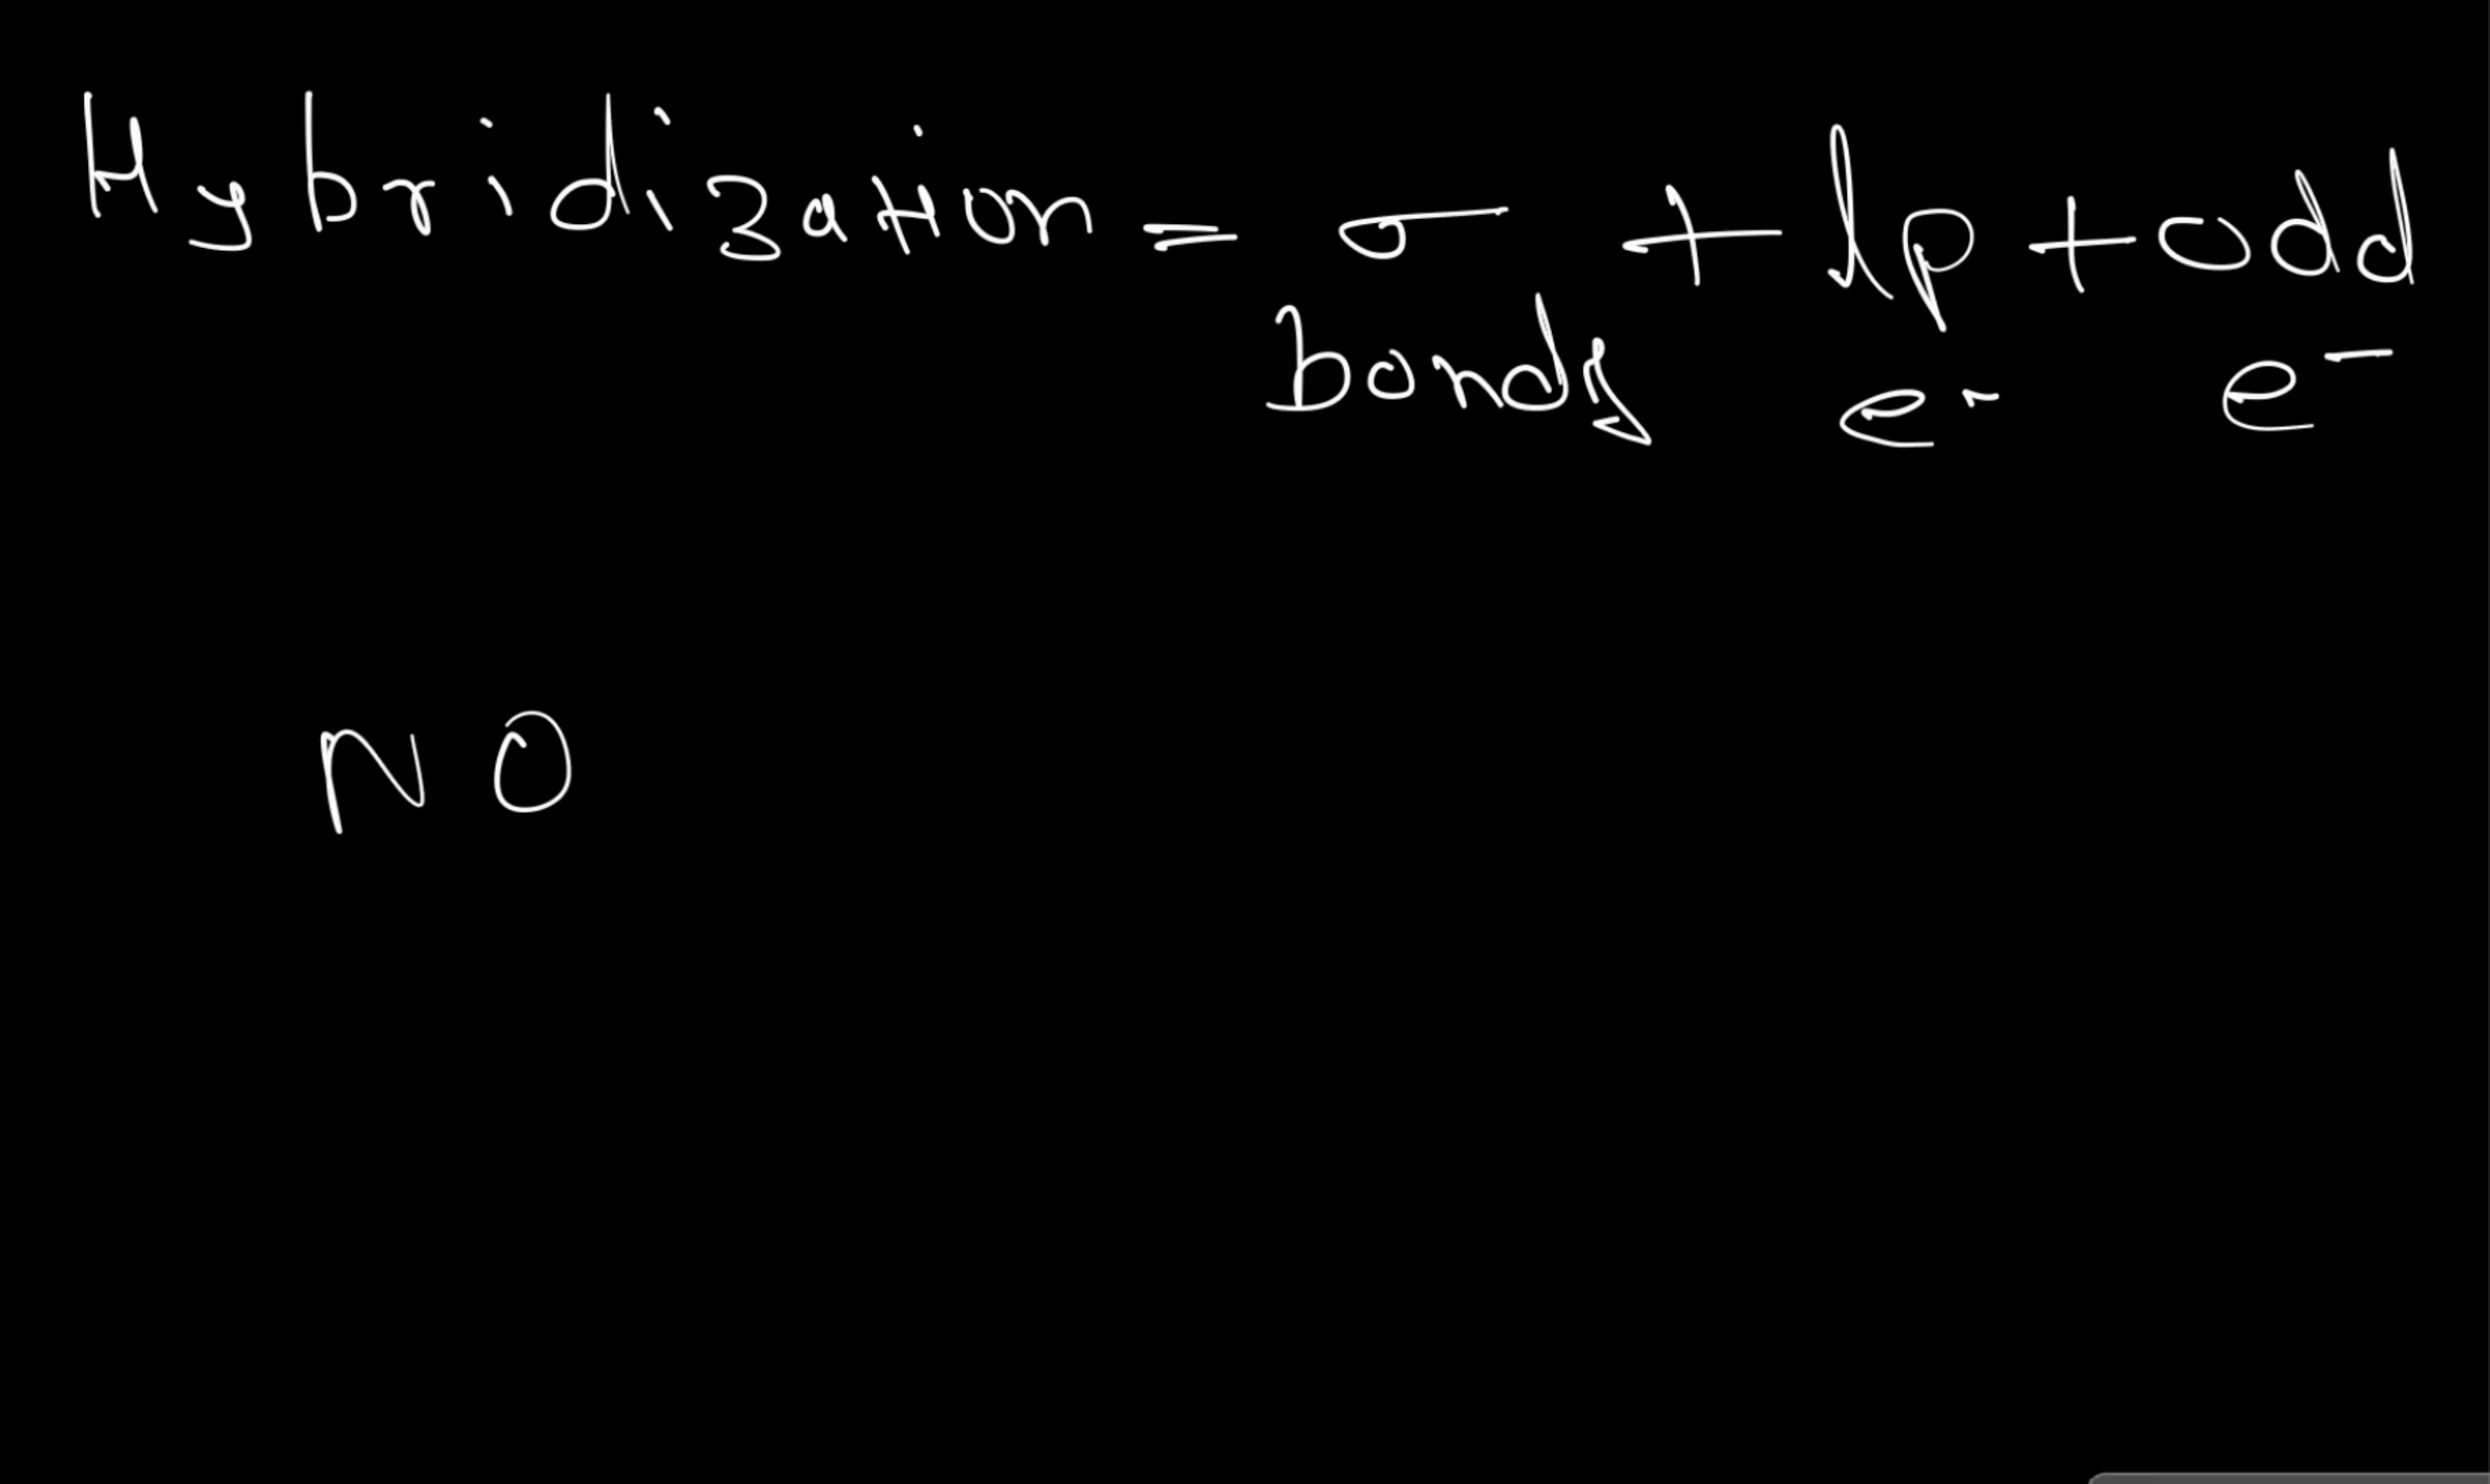 Hybridization = σ + lp + odd
bonds e⁻ e⁻
NO